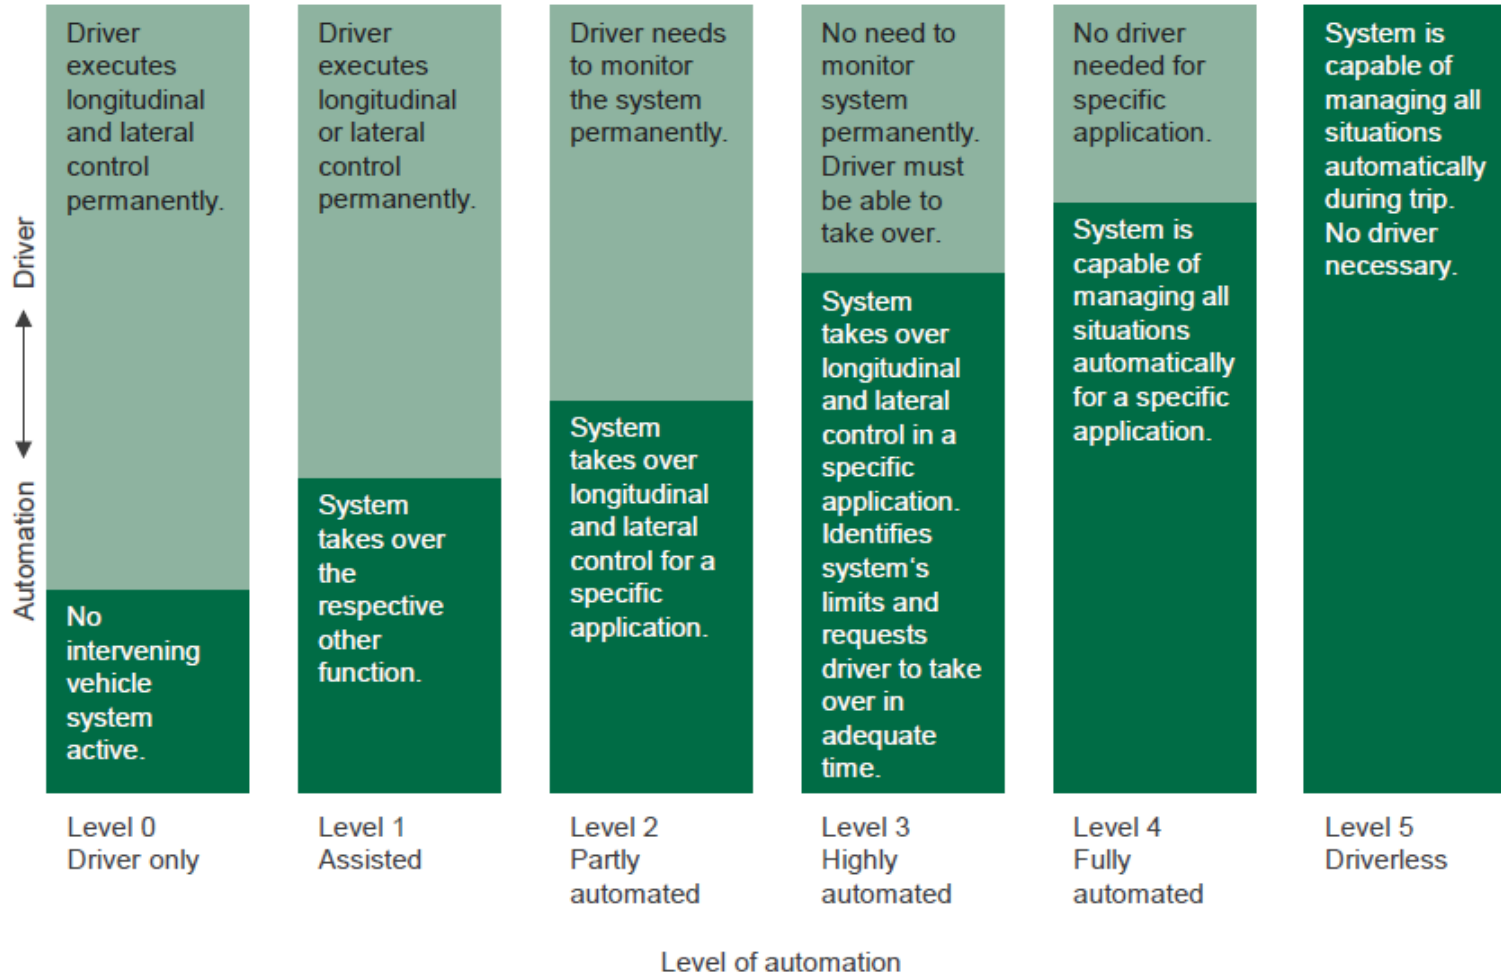 Driver
executes
longitudinal
and lateral
control
permanently.
No
intervening
vehicle
system
active.
Driver
executes
longitudinal
or lateral
control
permanently.
System
takes over
the
respective
other
function.
Driver needs
to monitor
the system
permanently.
System
takes over
longitudinal
and lateral
control for a
specific
application.
No need to
monitor
system
permanently.
Driver must
be able to
take over.
System
takes over
longitudinal
and lateral
control in a
specific
application.
Identifies
system‘s
limits and
requests
driver to take
over in
adequate
time.
No driver
needed for
specific
application.
System is
capable of
managing all
situations
automatically
for a specific
application.
System is
capable of
managing all
situations
automatically
during trip.
No driver
necessary.
Driver
Automation
Level 0
Driver only
Level 1
Assisted
Level 2
Partly
automated
Level 3
Highly
automated
Level 4
Fully
automated
Level 5
Driverless
Level of automation